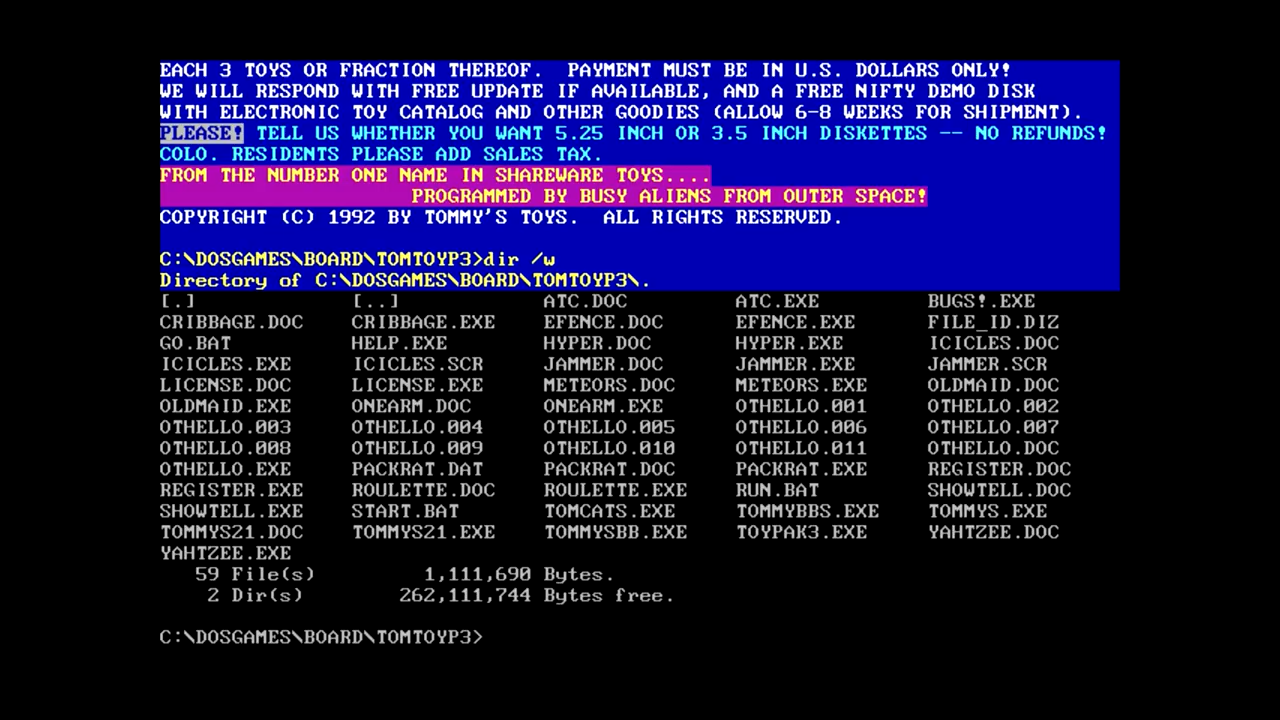 EACH 3 TOYS OR FRACTION THEREOF.  PAYMENT MUST BE IN U.S. DOLLARS ONLY!
WE WILL RESPOND WITH FREE UPDATE IF AVAILABLE, AND A FREE NIFTY DEMO DISK
WITH ELECTRONIC TOY CATALOG AND OTHER GOODIES (ALLOW 6-8 WEEKS FOR SHIPMENT).
PLEASE! TELL US WHETHER YOU WANT 5.25 INCH OR 3.5 INCH DISKETTES -- NO REFUNDS!
COLO. RESIDENTS PLEASE ADD SALES TAX.
FROM THE NUMBER ONE NAME IN SHAREWARE TOYS....
PROGRAMMED BY BUSY ALIENS FROM OUTER SPACE!
COPYRIGHT (C) 1992 BY TOMMY'S TOYS.  ALL RIGHTS RESERVED.
C:\DOSGAMES\BOARD\TOMTOYP3>dir /w
Directory of C:\DOSGAMES\BOARD\TOMTOYP3\.
[.] [..] ATC.DOC ATC.EXE BUGS!.EXE
CRIBBAGE.DOC CRIBBAGE.EXE EFENCE.DOC EFENCE.EXE FILE_ID.DIZ
GO.BAT HELP.EXE HYPER.DOC HYPER.EXE ICICLES.DOC
ICICLES.EXE ICICLES.SCR JAMMER.DOC JAMMER.EXE JAMMER.SCR
LICENSE.DOC LICENSE.EXE METEORS.DOC METEORS.EXE OLDMAID.DOC
OLDMAID.EXE ONEARM.DOC ONEARM.EXE OTHELLO.001 OTHELLO.002
OTHELLO.003 OTHELLO.004 OTHELLO.005 OTHELLO.006 OTHELLO.007
OTHELLO.008 OTHELLO.009 OTHELLO.010 OTHELLO.011 OTHELLO.DOC
OTHELLO.EXE PACKRAT.DAT PACKRAT.DOC PACKRAT.EXE REGISTER.DOC
REGISTER.EXE ROULETTE.DOC ROULETTE.EXE RUN.BAT SHOWTELL.DOC
SHOWTELL.EXE START.BAT TOMCATS.EXE TOMMYBBS.EXE TOMMYS.EXE
TOMMYS21.DOC TOMMYS21.EXE TOMMYSBB.EXE TOYPAK3.EXE YAHTZEE.DOC
YAHTZEE.EXE
59 File(s) 1,111,690 Bytes.
2 Dir(s) 262,111,744 Bytes free.
C:\DOSGAMES\BOARD\TOMTOYP3>